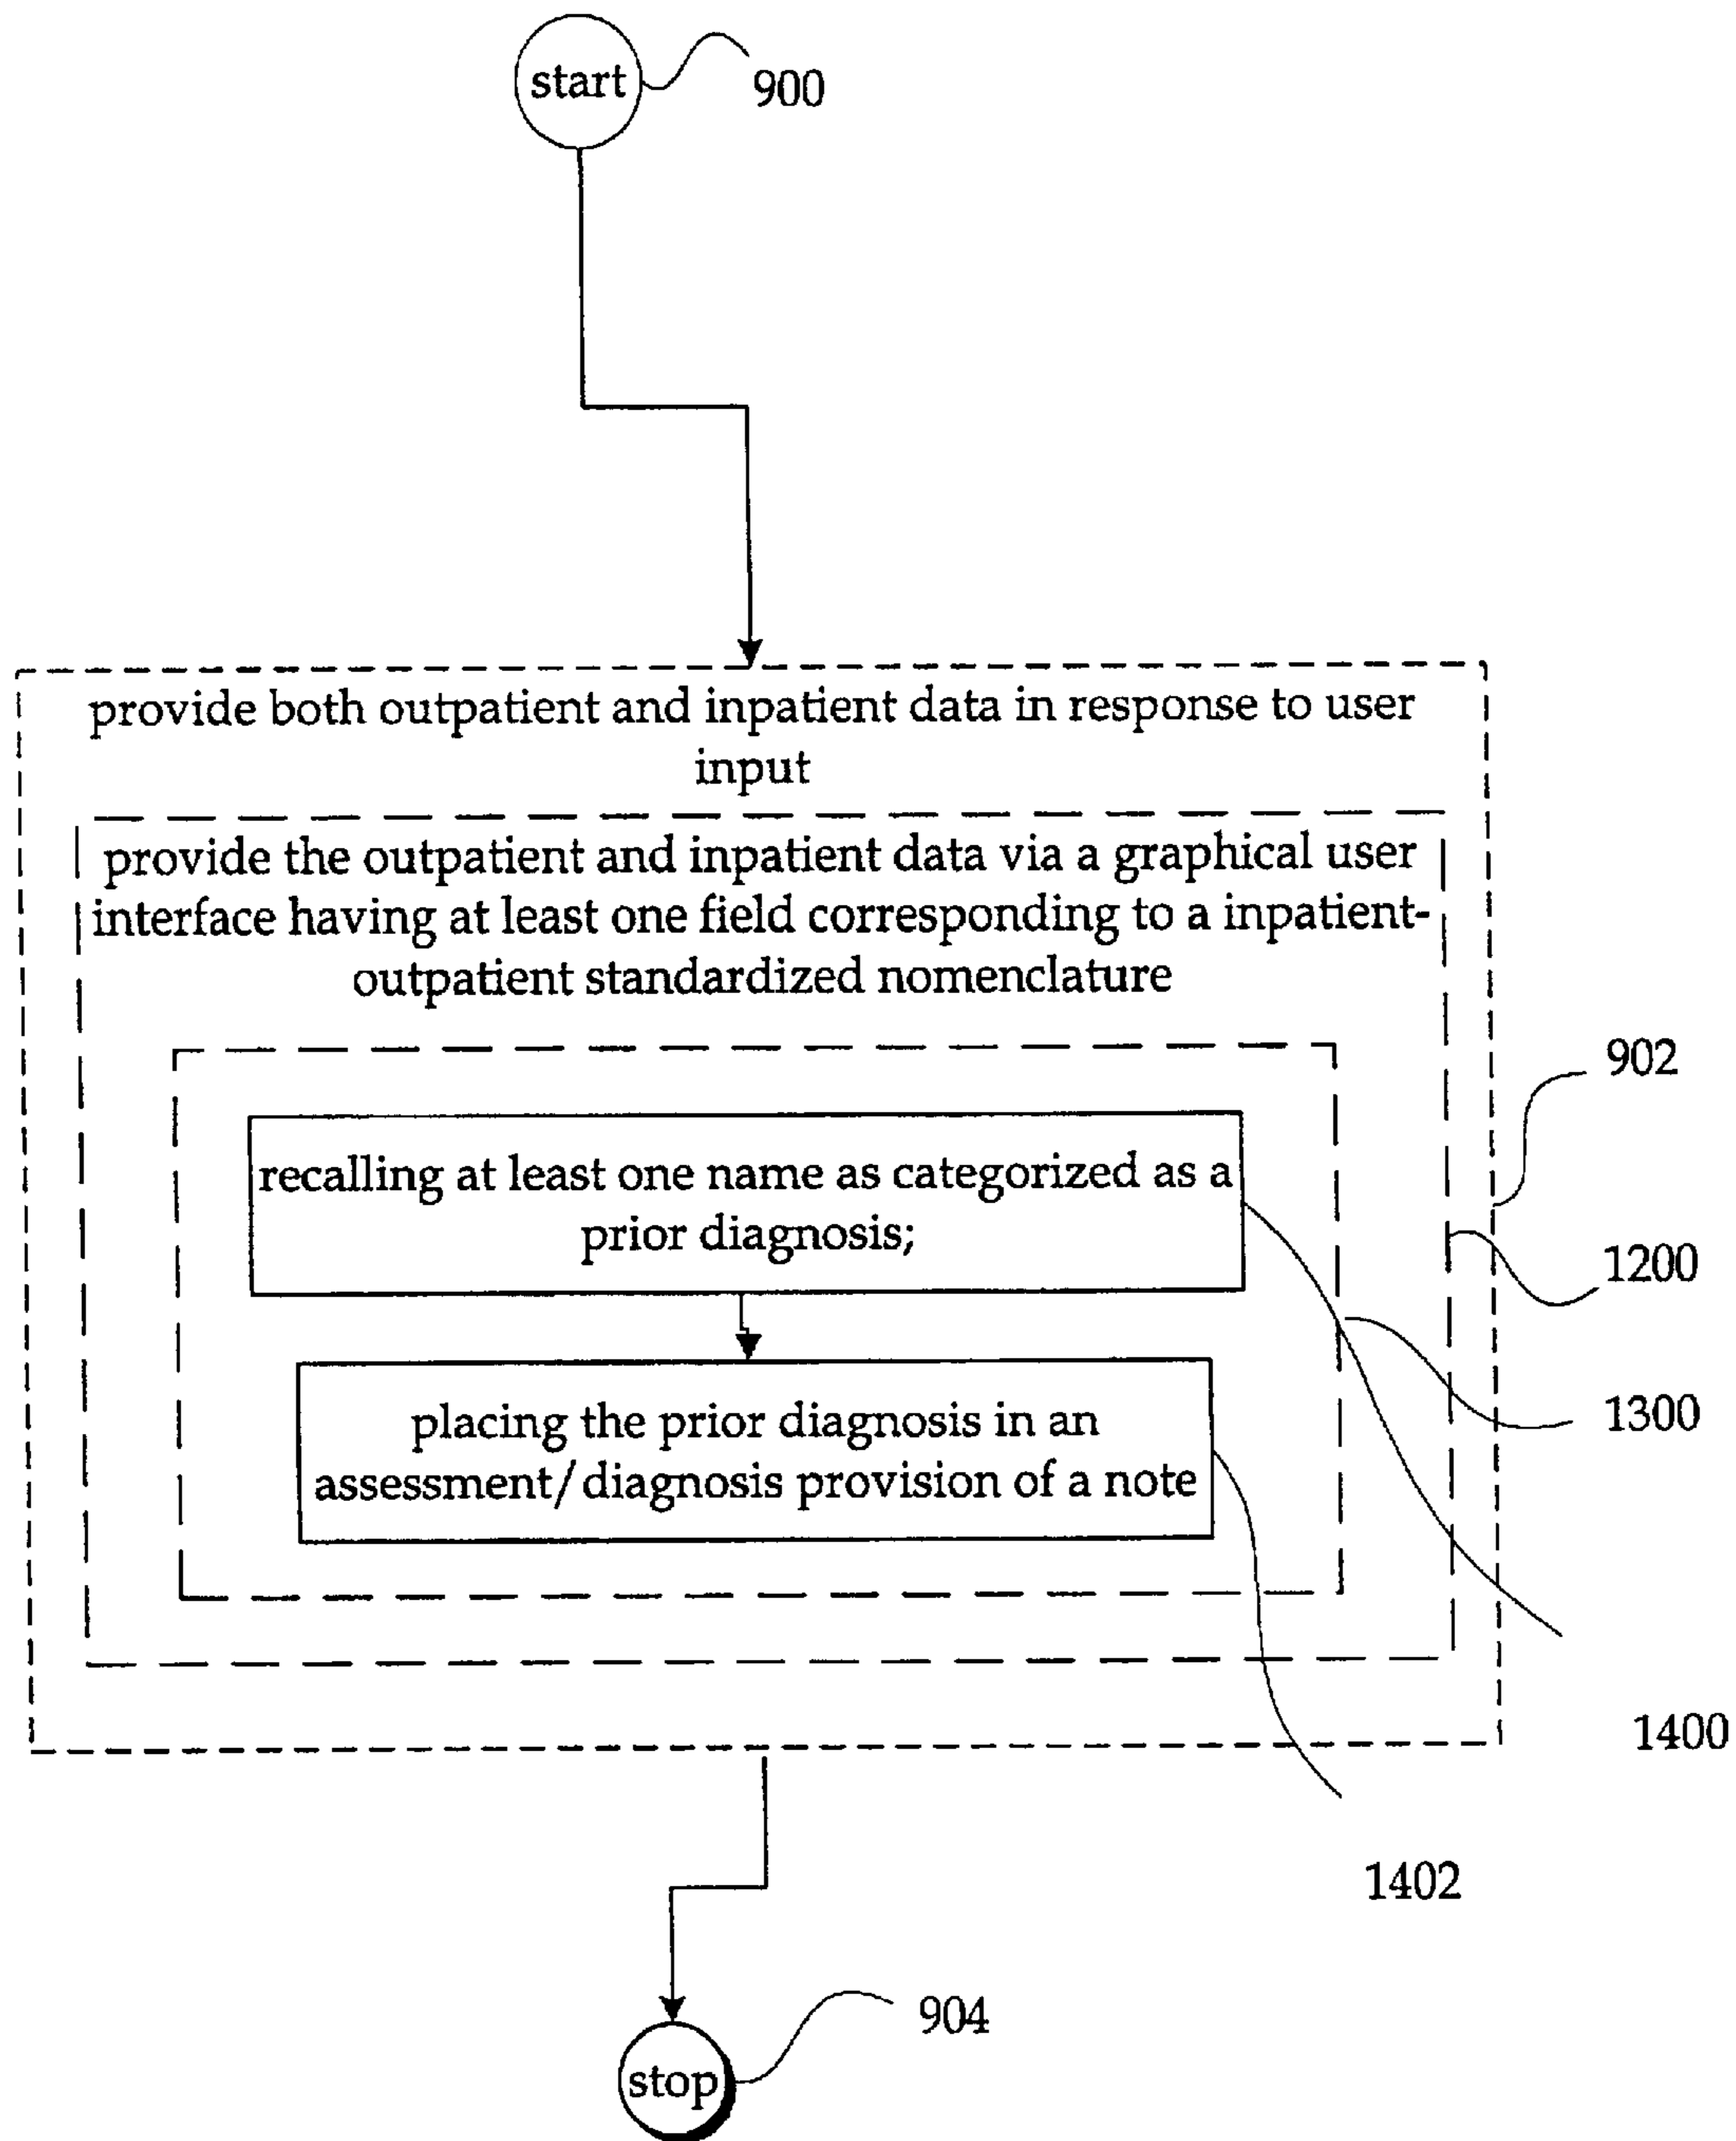 start
900
provide both outpatient and inpatient data in response to user
input
provide the outpatient and inpatient data via a graphical user
interface having at least one field corresponding to a inpatient-
outpatient standardized nomenclature
902
recalling at least one name as categorized as a
prior diagnosis;
1200
1300
placing the prior diagnosis in an
assessment/diagnosis provision of a note
1400
1402
904
stop